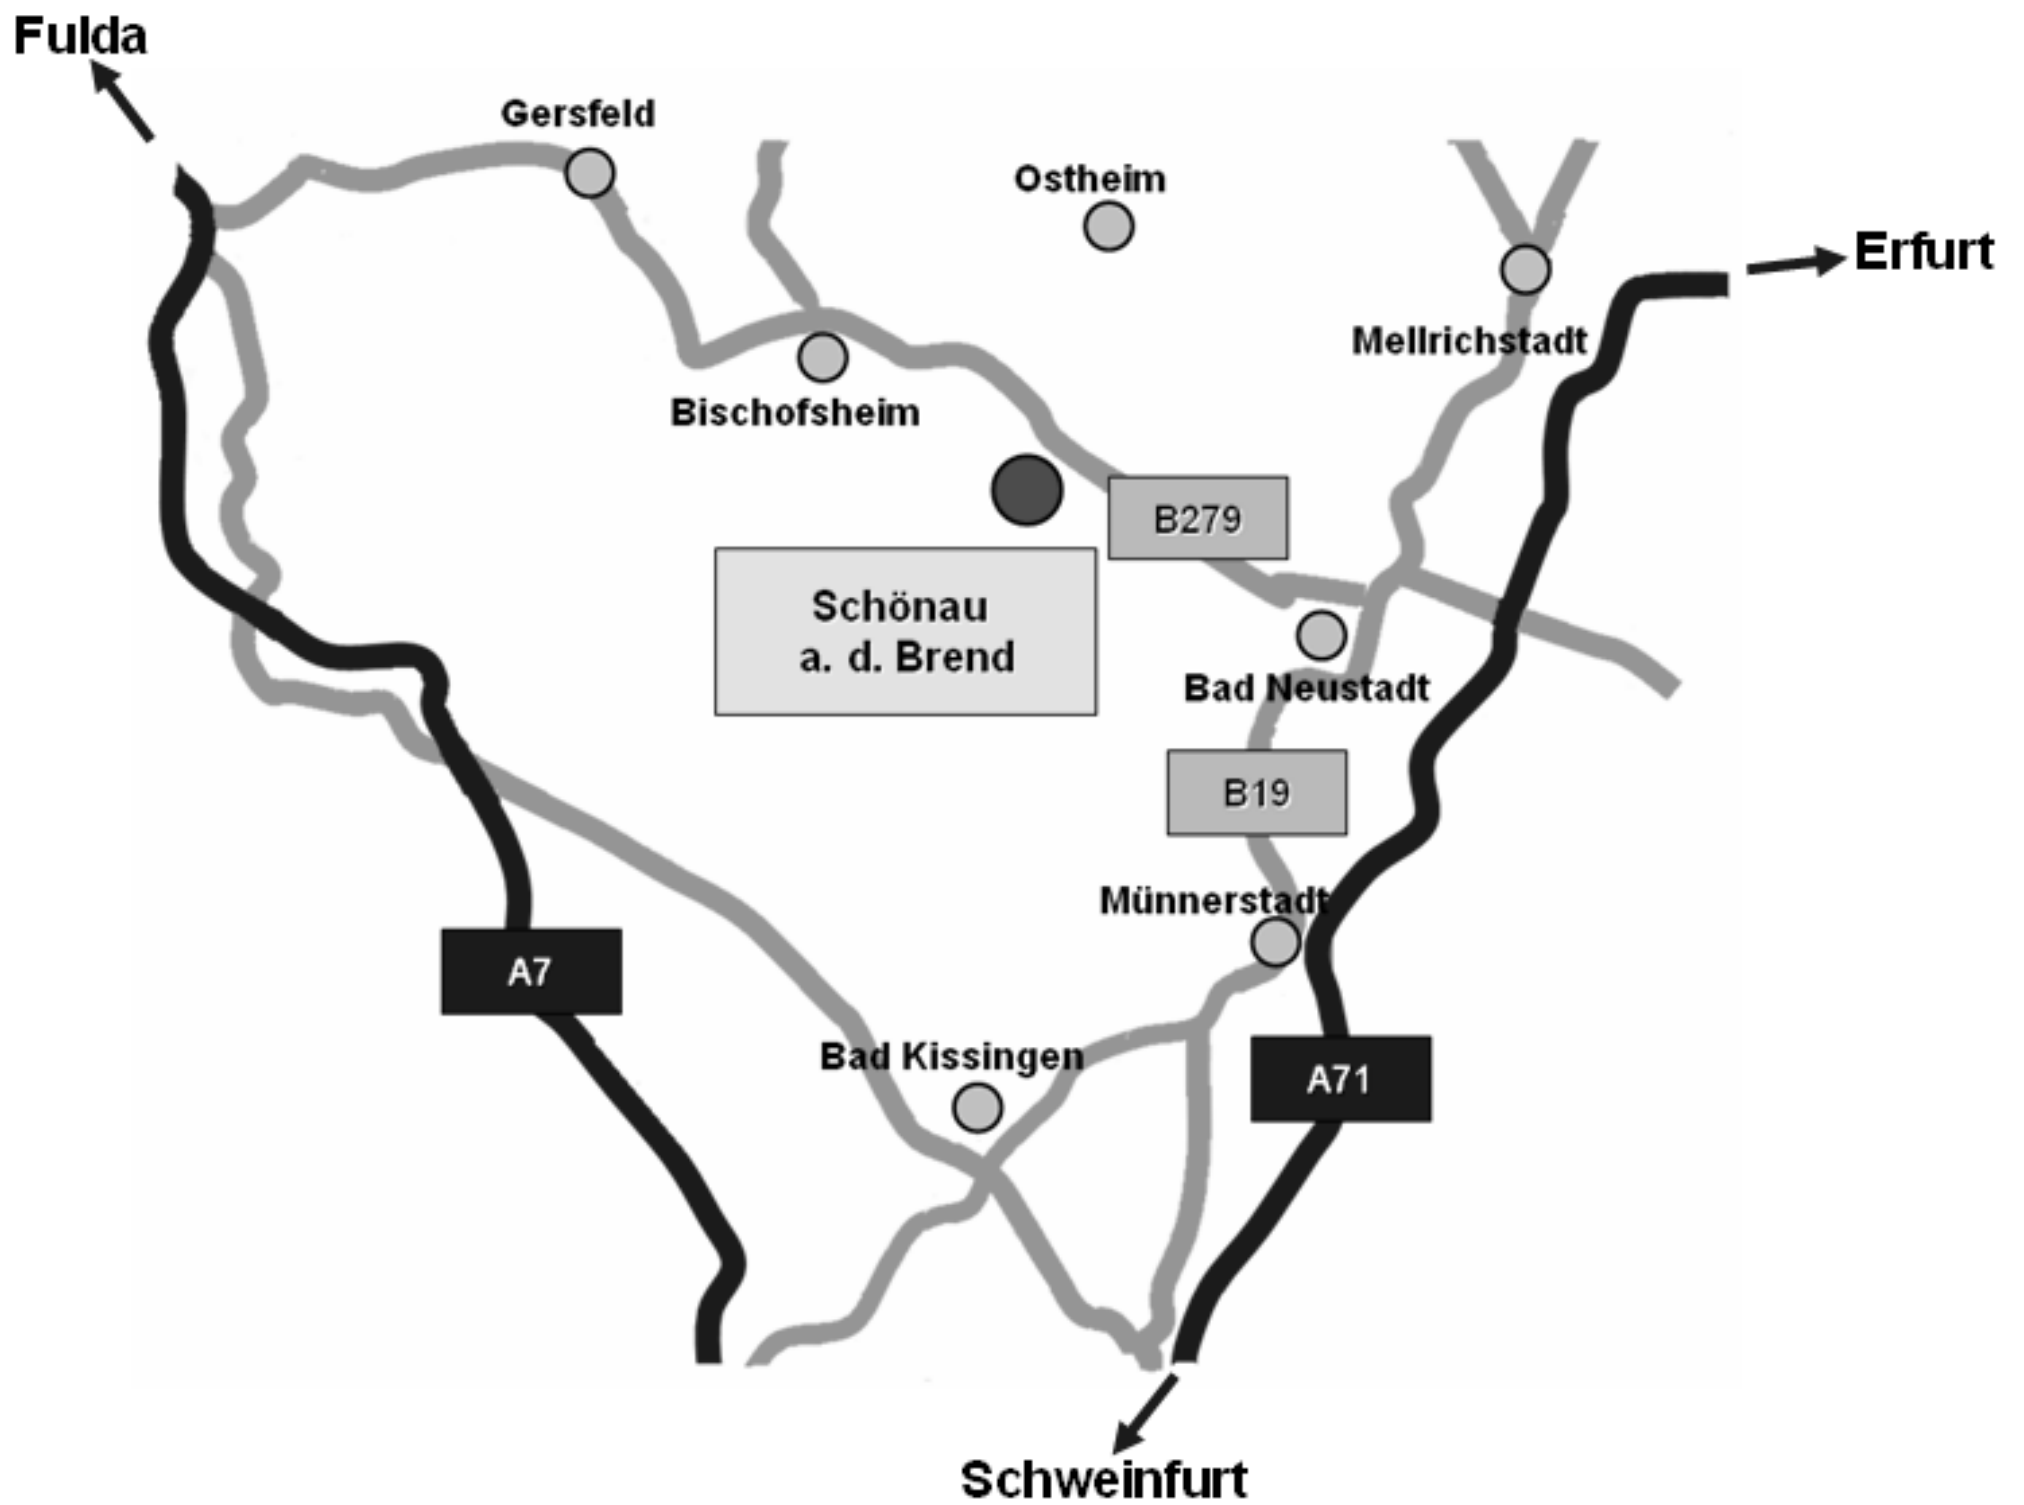 Fulda
Gersfeld
Ostheim
Erfurt
Mellrichstadt
Bischofsheim
B279
Schönau
a. d. Brend
Bad Neustadt
B19
Münnerstadt
A7
Bad Kissingen
A71
Schweinfurt